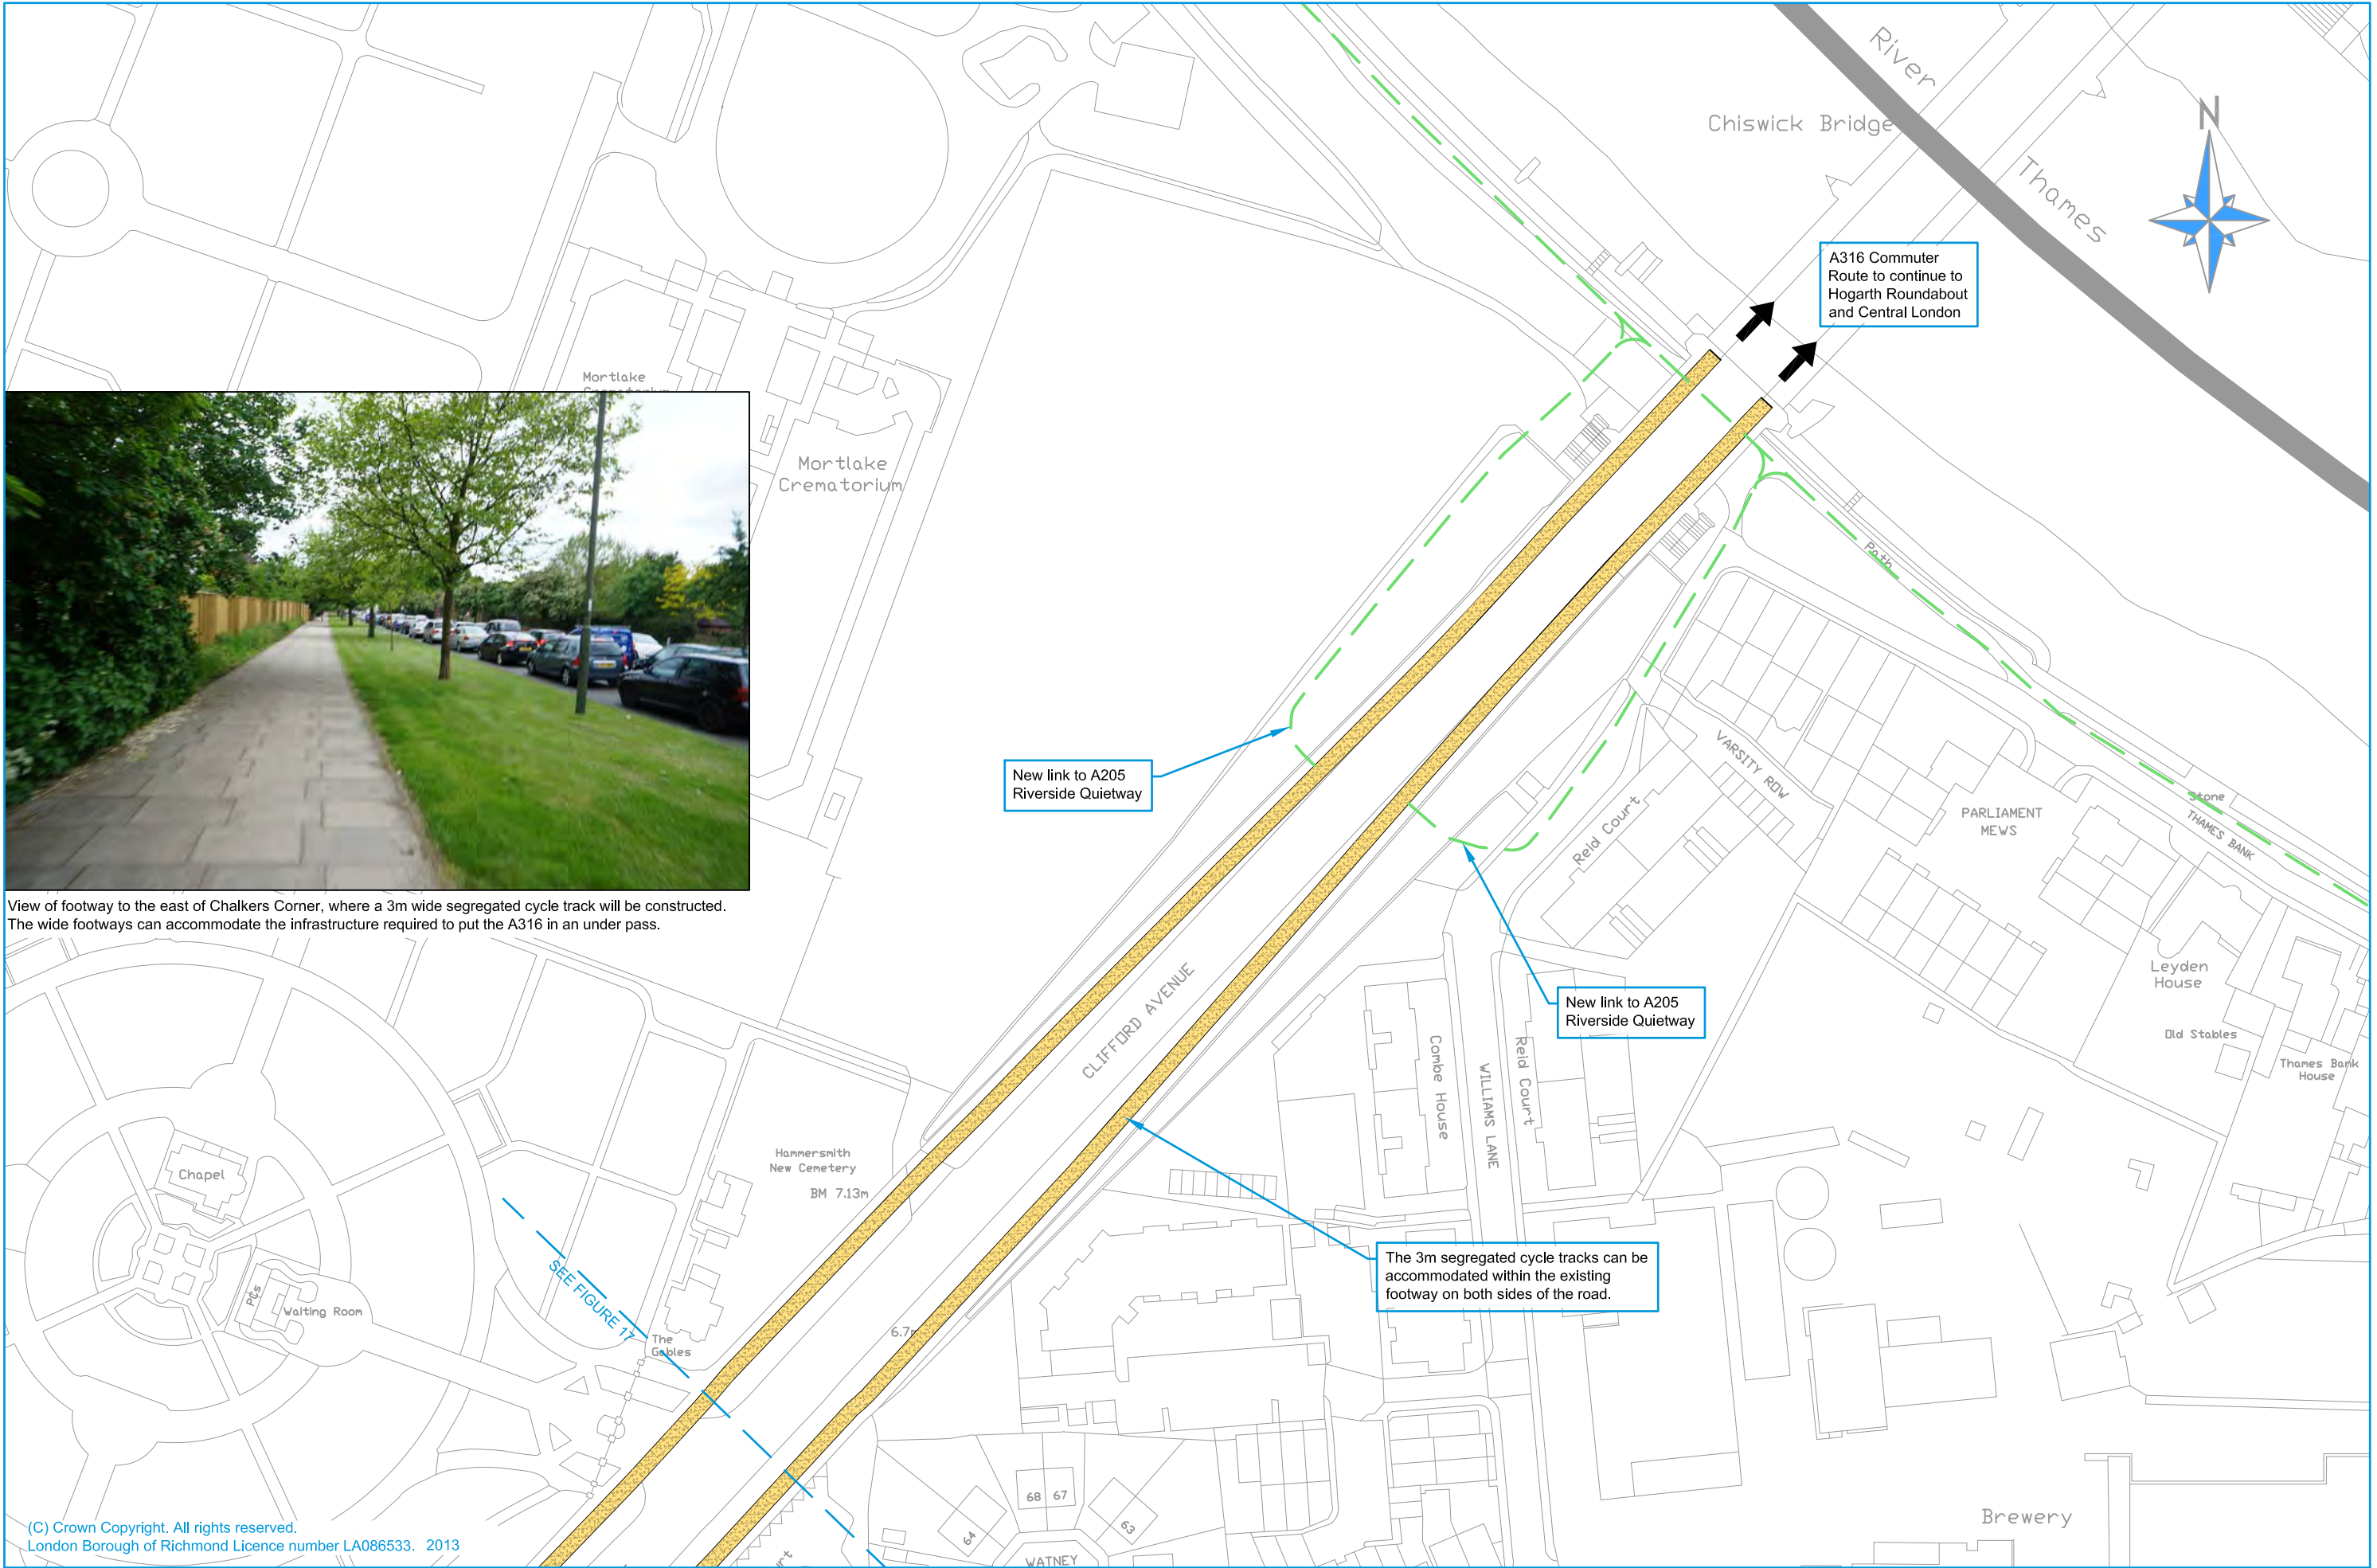 River
Chiswick Bridge
N
Thames
A316 Commuter
Route to continue to
Hogarth Roundabout
and Central London
Mortlake
Mortlake
Crematorium
Path
New link to A205
Riverside Quietway
VARSITY ROW
Reid Court
PARLIAMENT
MEWS
Stone
THAMES BANK
View of footway to the east of Chalkers Corner, where a 3m wide segregated cycle track will be constructed.
The wide footways can accommodate the infrastructure required to put the A316 in an under pass.
CLIFFORD AVENUE
New link to A205
Riverside Quietway
Leyden
House
Old Stables
Thames Bank
House
Combe House
WILLIAMS LANE
Reid Court
Hammersmith
New Cemetery
BM 7.13m
Chapel
The 3m segregated cycle tracks can be
accommodated within the existing
footway on both sides of the road.
SEE FIGURE 17
PCs
Waiting Room
The
Gables
68 67
64
63
WATNEY
Brewery
(C) Crown Copyright. All rights reserved.
London Borough of Richmond Licence number LA086533. 2013